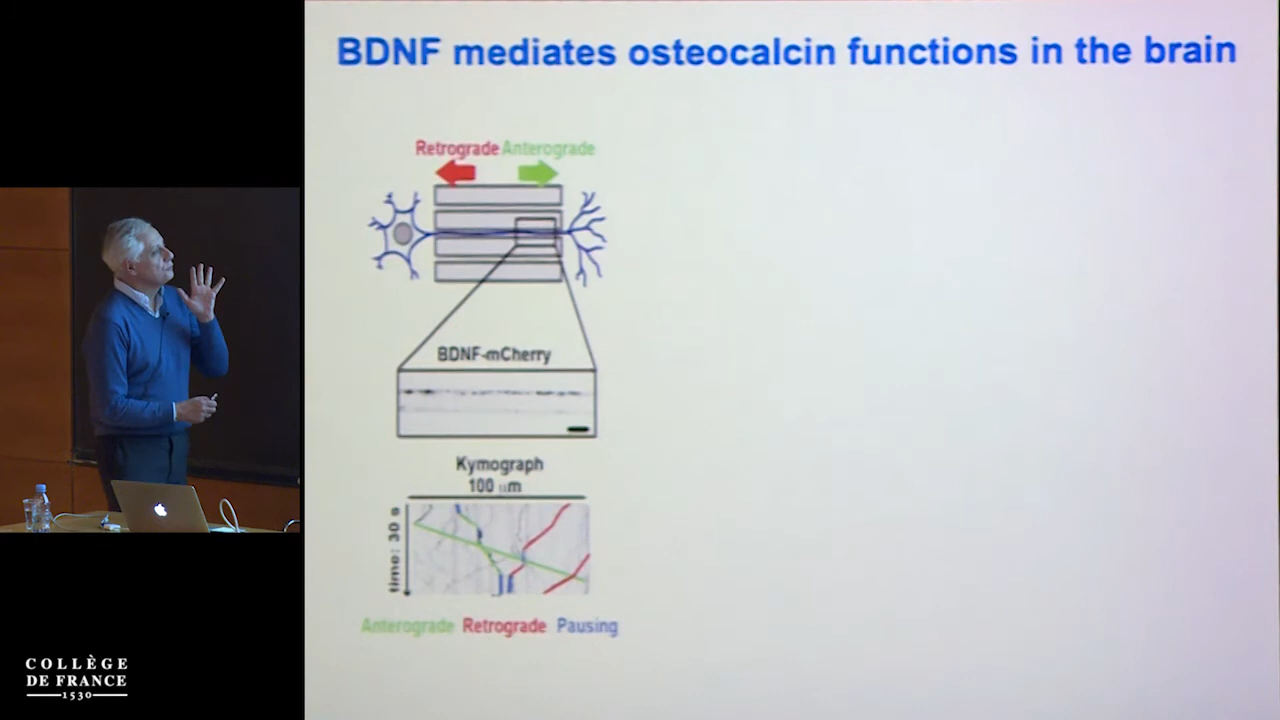 BDNF mediates osteocalcin functions in the brain
Retrograde Anterograde
BDNF-mCherry
Kymograph
100 µm
time: 30 s
Anterograde Retrograde Pausing
COLLÈGE
DE FRANCE
1530